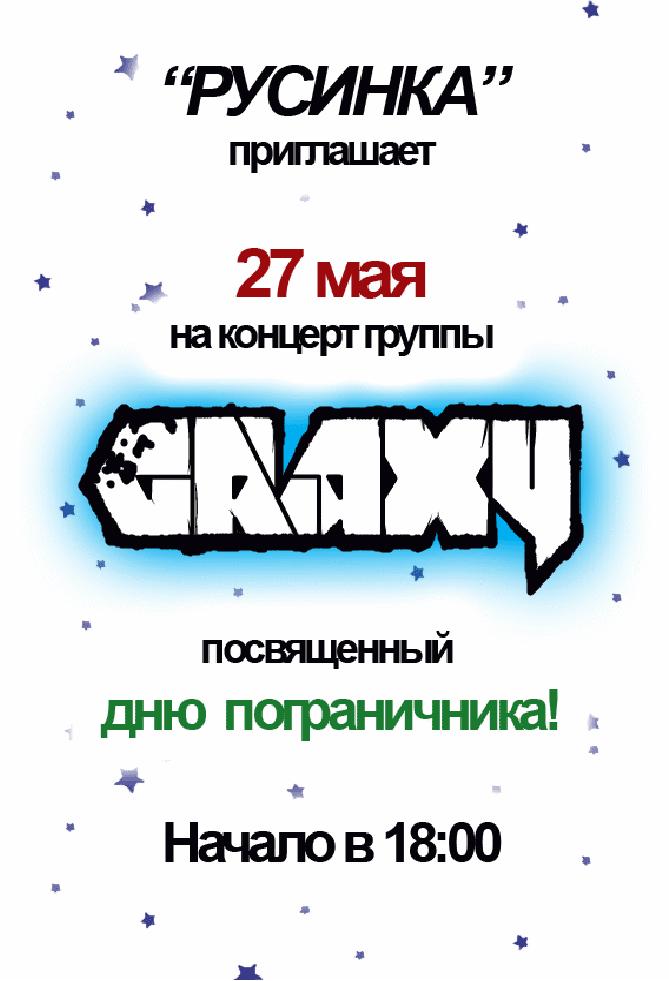 “РУСИНКА”
приглашает
27 мая
на концерт группы
GALAXY
посвященный
дню пограничника!
Начало в 18:00